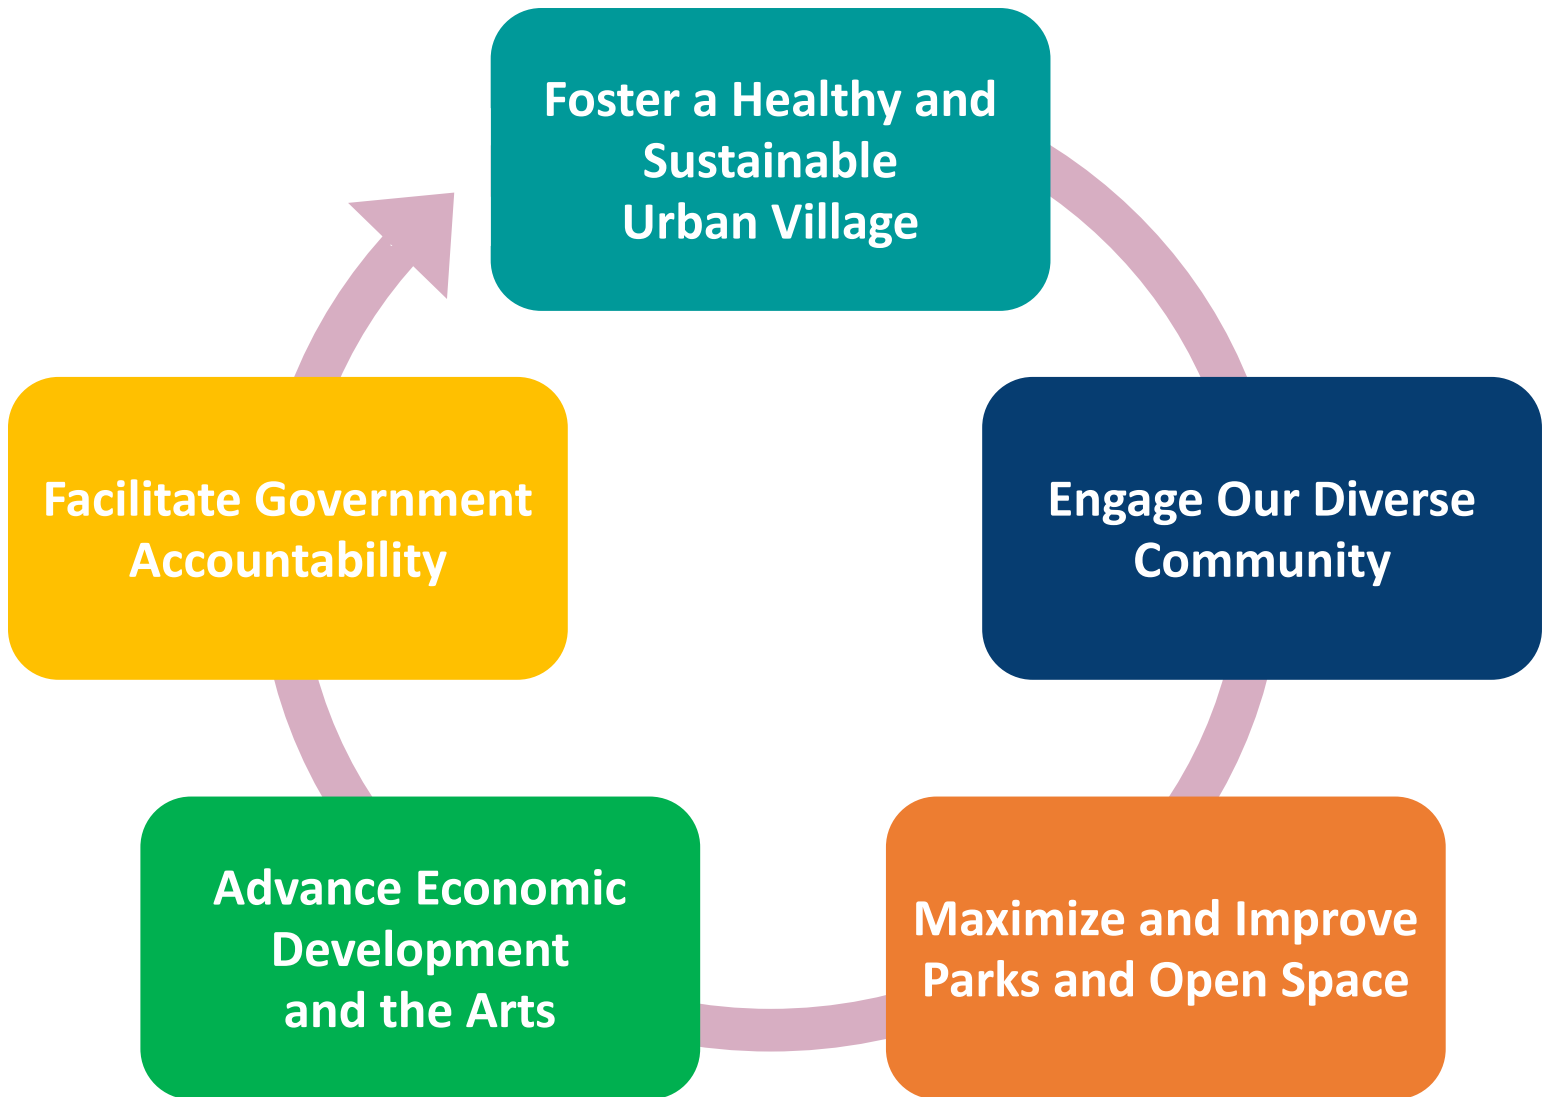 Foster a Healthy and
Sustainable
Urban Village
Engage Our Diverse
Community
Maximize and Improve
Parks and Open Space
Advance Economic
Development
and the Arts
Facilitate Government
Accountability